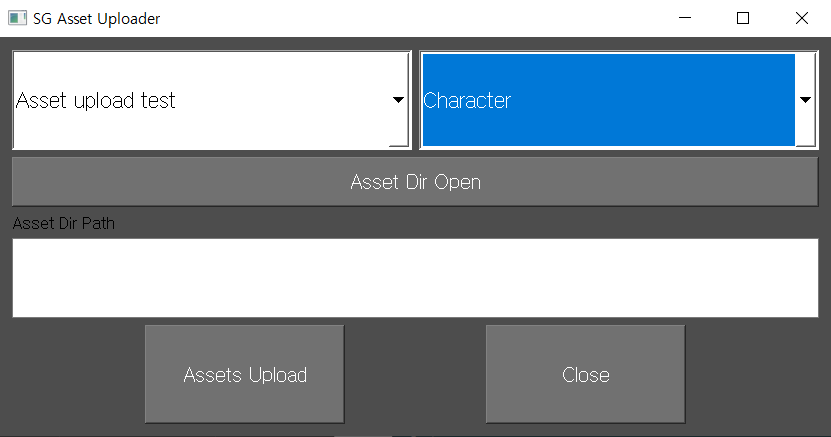 SG Asset Uploader
Asset upload test
Character
Asset Dir Open
Asset Dir Path
Assets Upload
Close